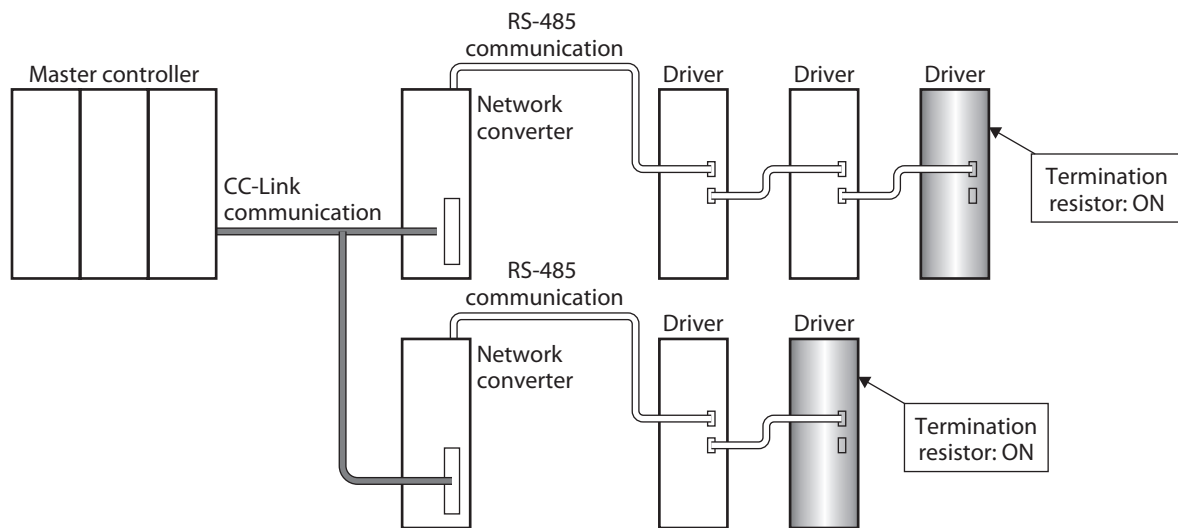 RS-485
communication
Master controller
Driver
Driver
Driver
Network
converter
CC-Link
communication
Termination
resistor: ON
RS-485
communication
Driver
Driver
Network
converter
Termination
resistor: ON